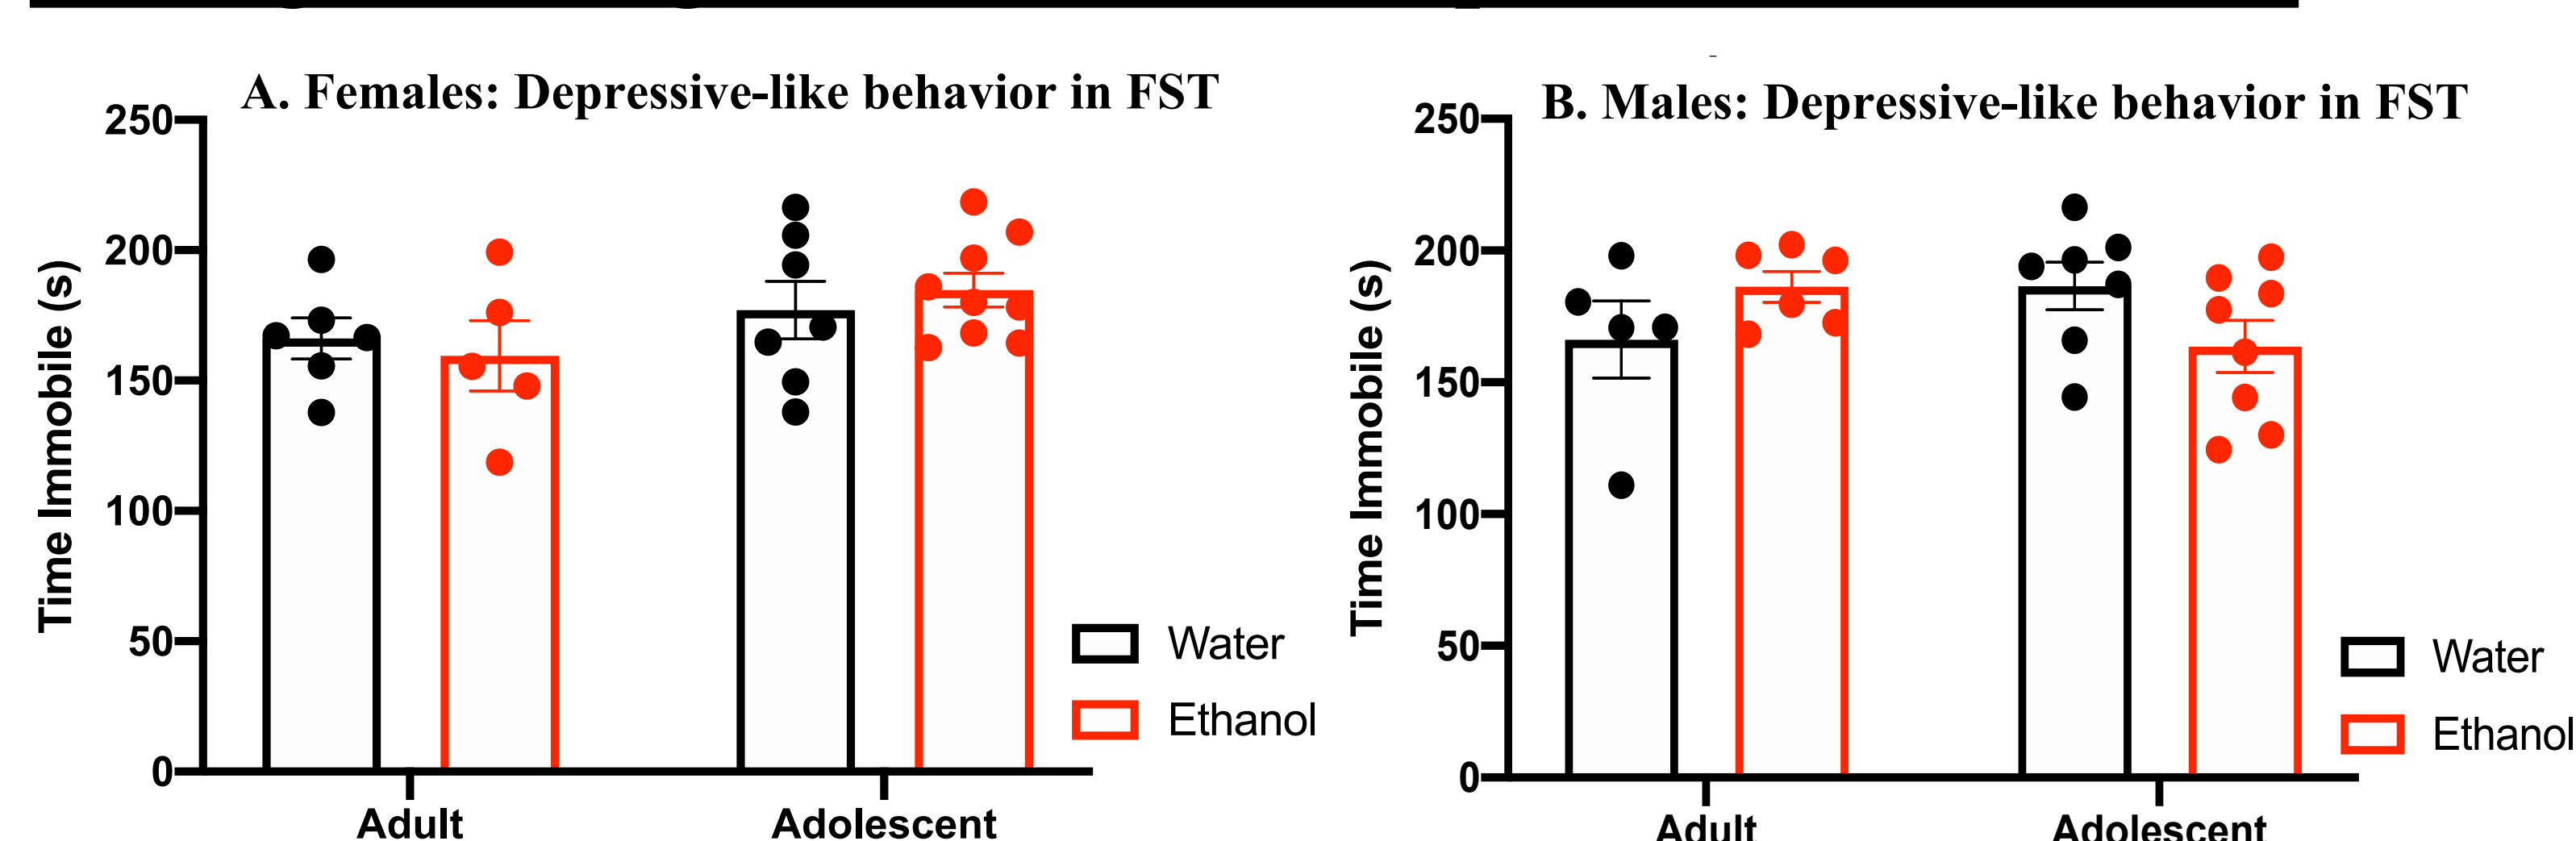 A. Females: Depressive-like behavior in FST
250
200
150
100
50
0
Time Immobile (s)
Adult
Adolescent
Water
Ethanol
B. Males: Depressive-like behavior in FST
250
200
150
100
50
0
Time Immobile (s)
Adult
Adolescent
Water
Ethanol